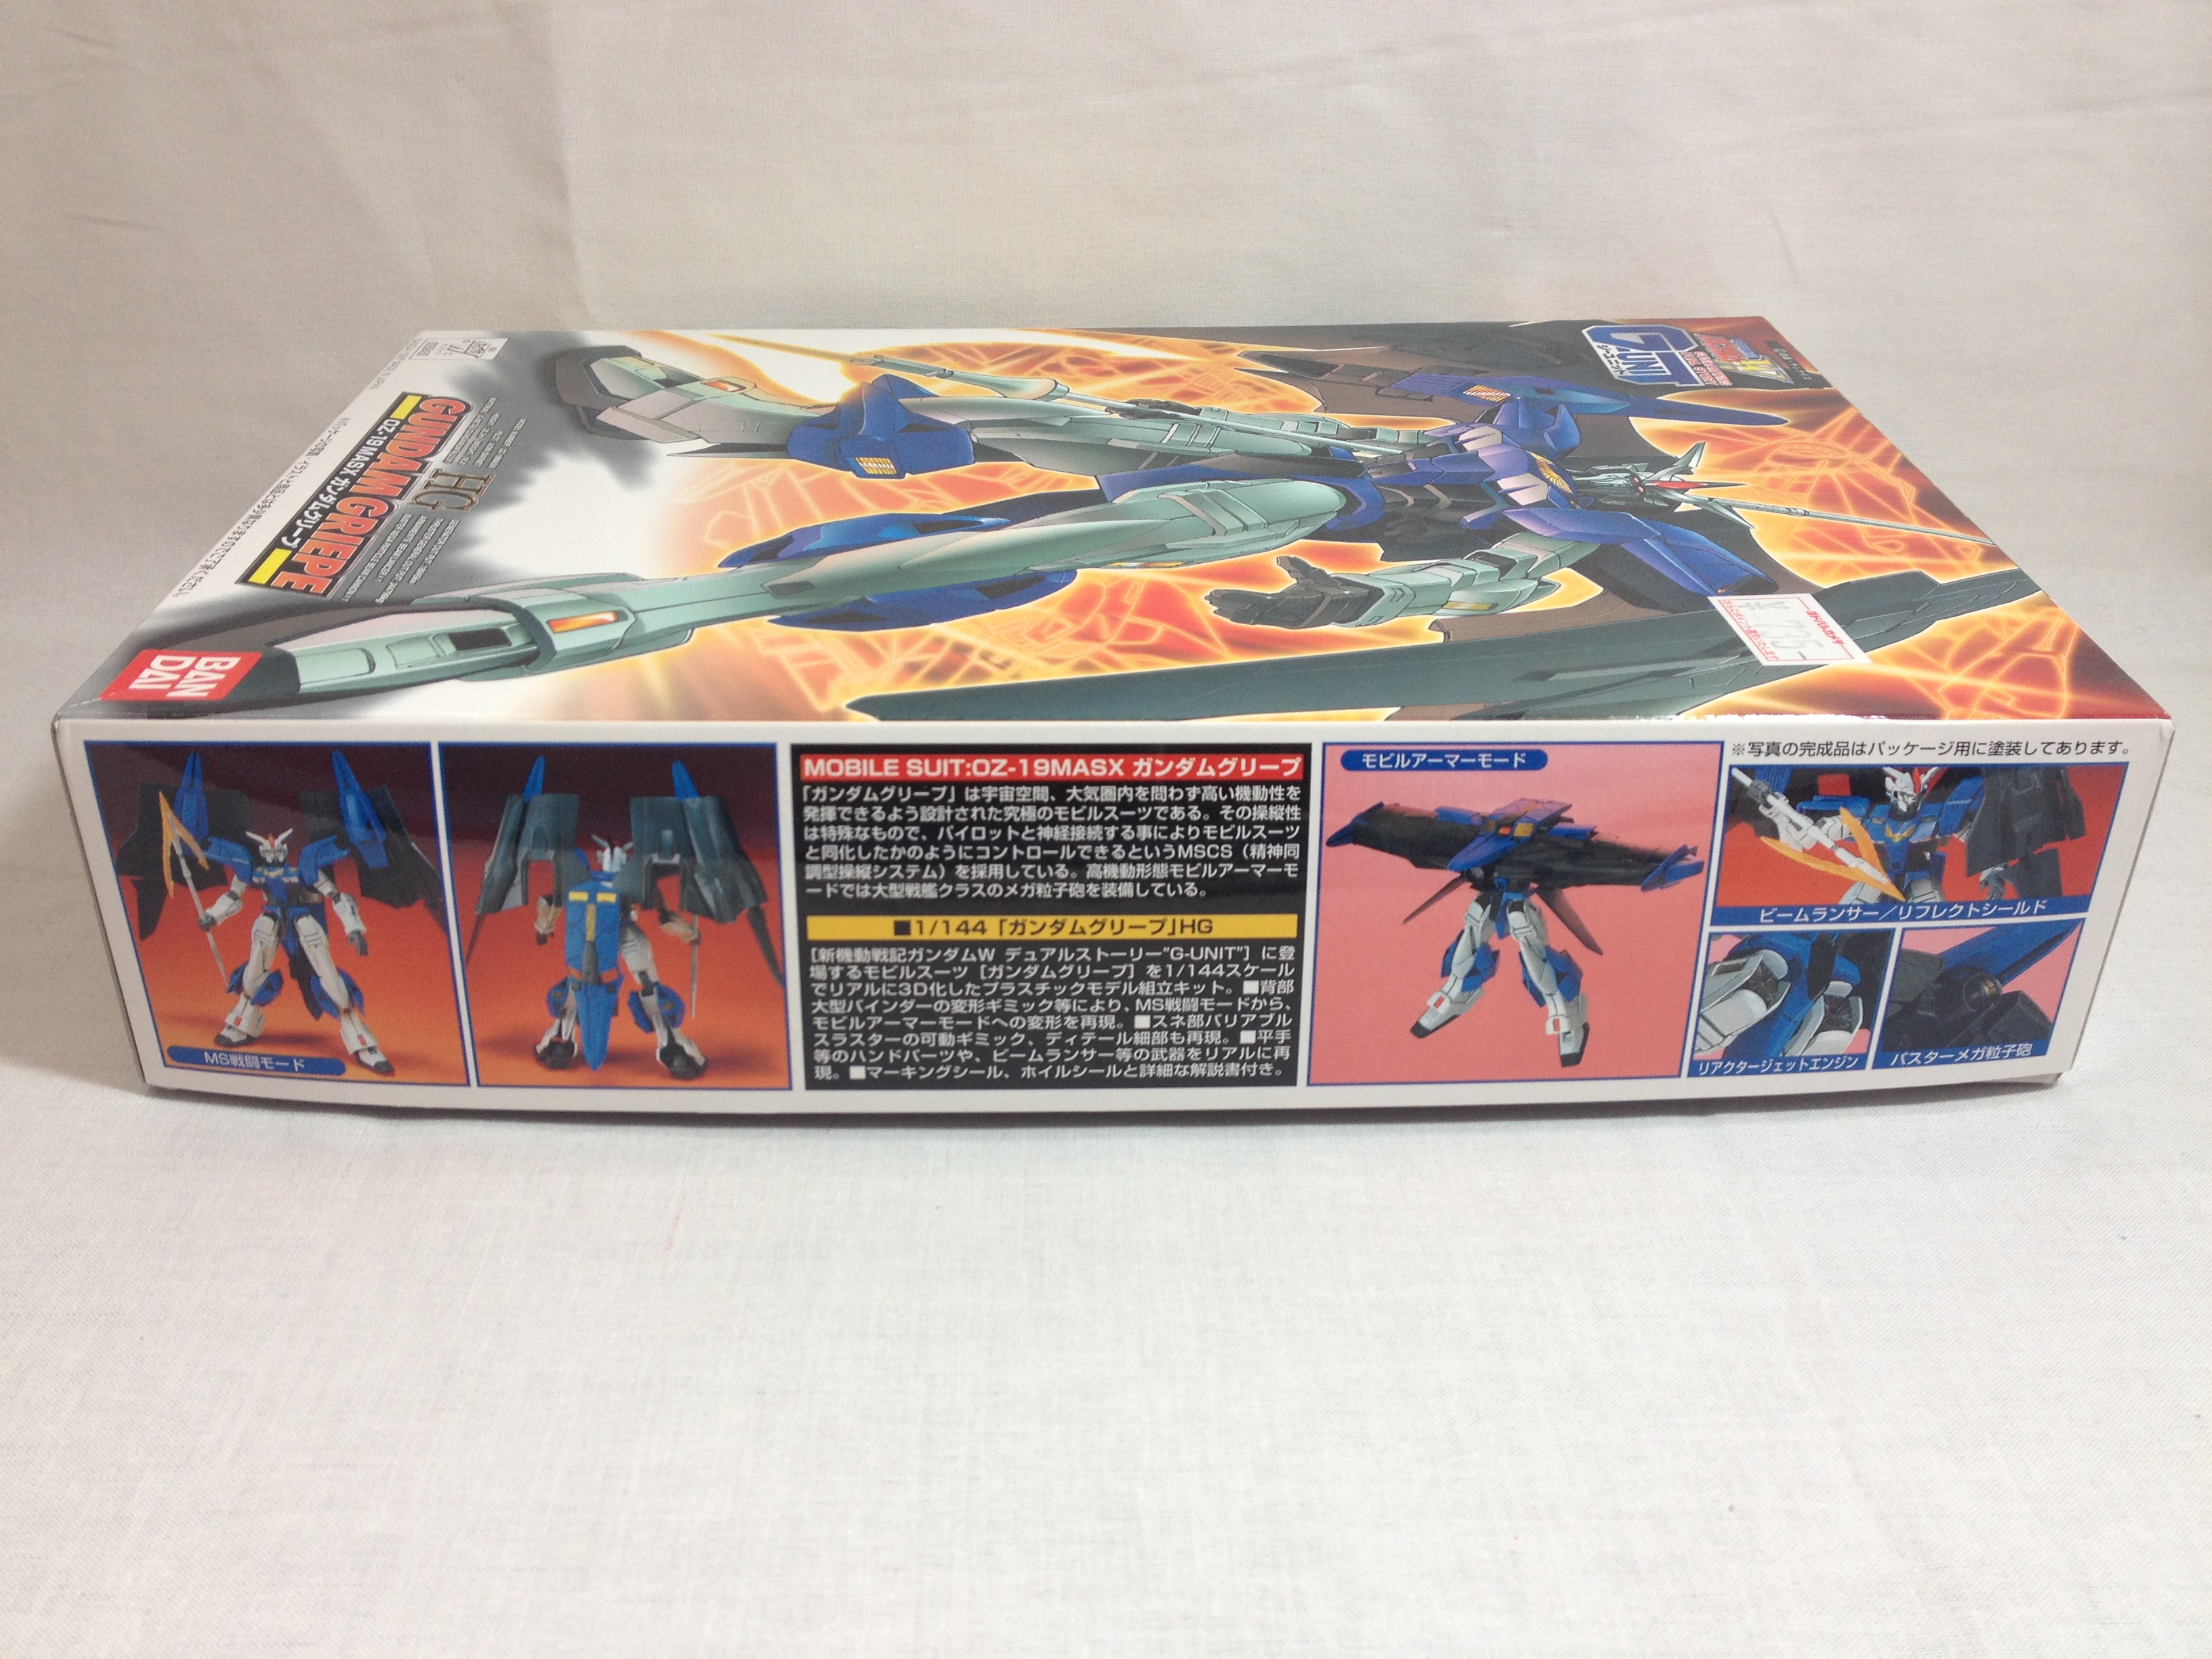 G-UNIT
ジーユニット
HG
GUNDAM GRIEPE
OZ-19MASX ガンダムグリープ
BAN
DAI
MS戦闘モード
MOBILE SUIT:OZ-19MASX ガンダムグリープ
「ガンダムグリープ」は宇宙空間、大気圏内を問わず高い機動性を
発揮できるよう設計された究極のモビルスーツである。その操縦性
は特殊なもので、パイロットと神経接続する事によりモビルスーツ
と同化したかのようにコントロールできるというMSCS（精神同
調型操縦システム）を採用している。高機動形態モビルアーマーモ
ードでは大型戦艦クラスのメガ粒子砲を装備している。
■1/144「ガンダムグリープ」HG
[新機動戦記ガンダムW デュアルストーリー“G-UNIT”] に登
場するモビルスーツ [ガンダムグリープ] を1/144スケール
でリアルに3D化したプラスチックモデル組立キット。■背部
大型バインダーの変形ギミック等により、MS戦闘モードから、
モビルアーマーモードへの変形を再現。■スネ部バリアブル
スラスターの可動ギミック、ディテール細部も再現。■平手
等のハンドパーツや、ビームランサー等の武器をリアルに再
現。■マーキングシール、ホイルシールと詳細な解説書付き。
モビルアーマーモード
※写真の完成品はパッケージ用に塗装してあります。
ビームランサー／リフレクトシールド
リアクタージェットエンジン
バスターメガ粒子砲